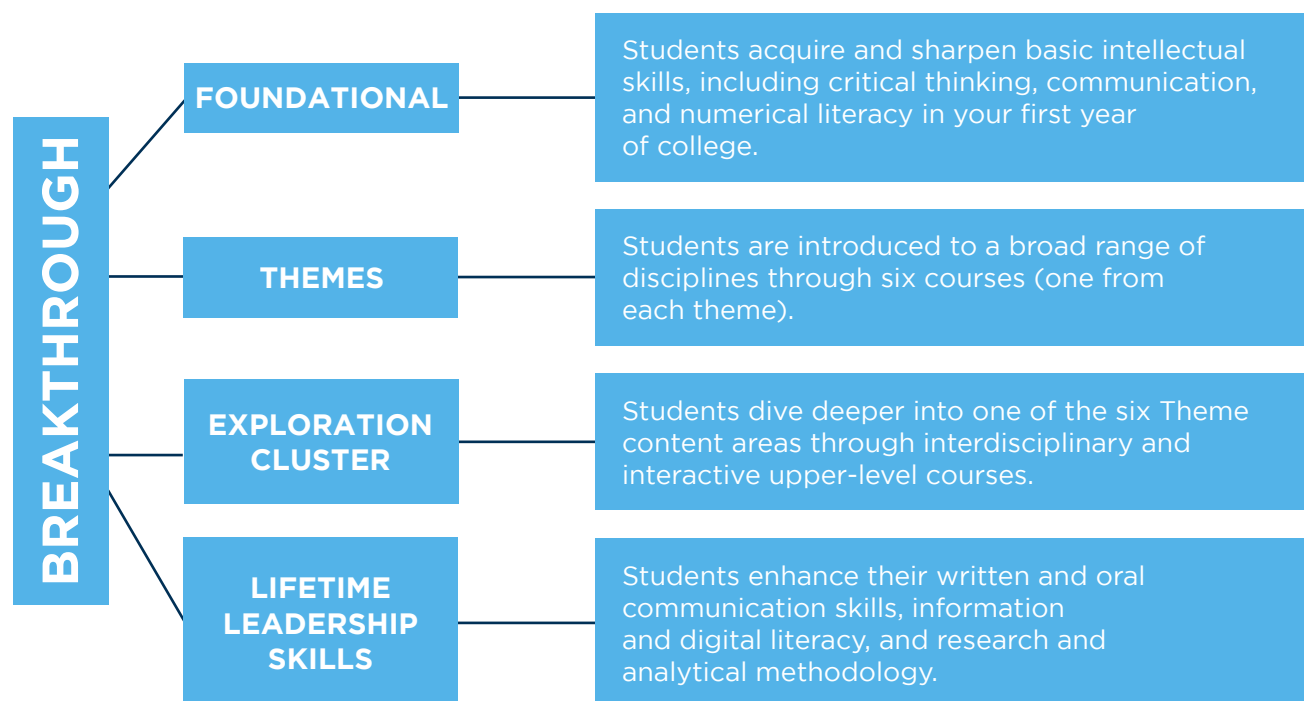 BREAKTHROUGH
FOUNDATIONAL
Students acquire and sharpen basic intellectual
skills, including critical thinking, communication,
and numerical literacy in your first year
of college.
THEMES
Students are introduced to a broad range of
disciplines through six courses (one from
each theme).
EXPLORATION
CLUSTER
Students dive deeper into one of the six Theme
content areas through interdisciplinary and
interactive upper-level courses.
LIFETIME
LEADERSHIP
SKILLS
Students enhance their written and oral
communication skills, information
and digital literacy, and research and
analytical methodology.